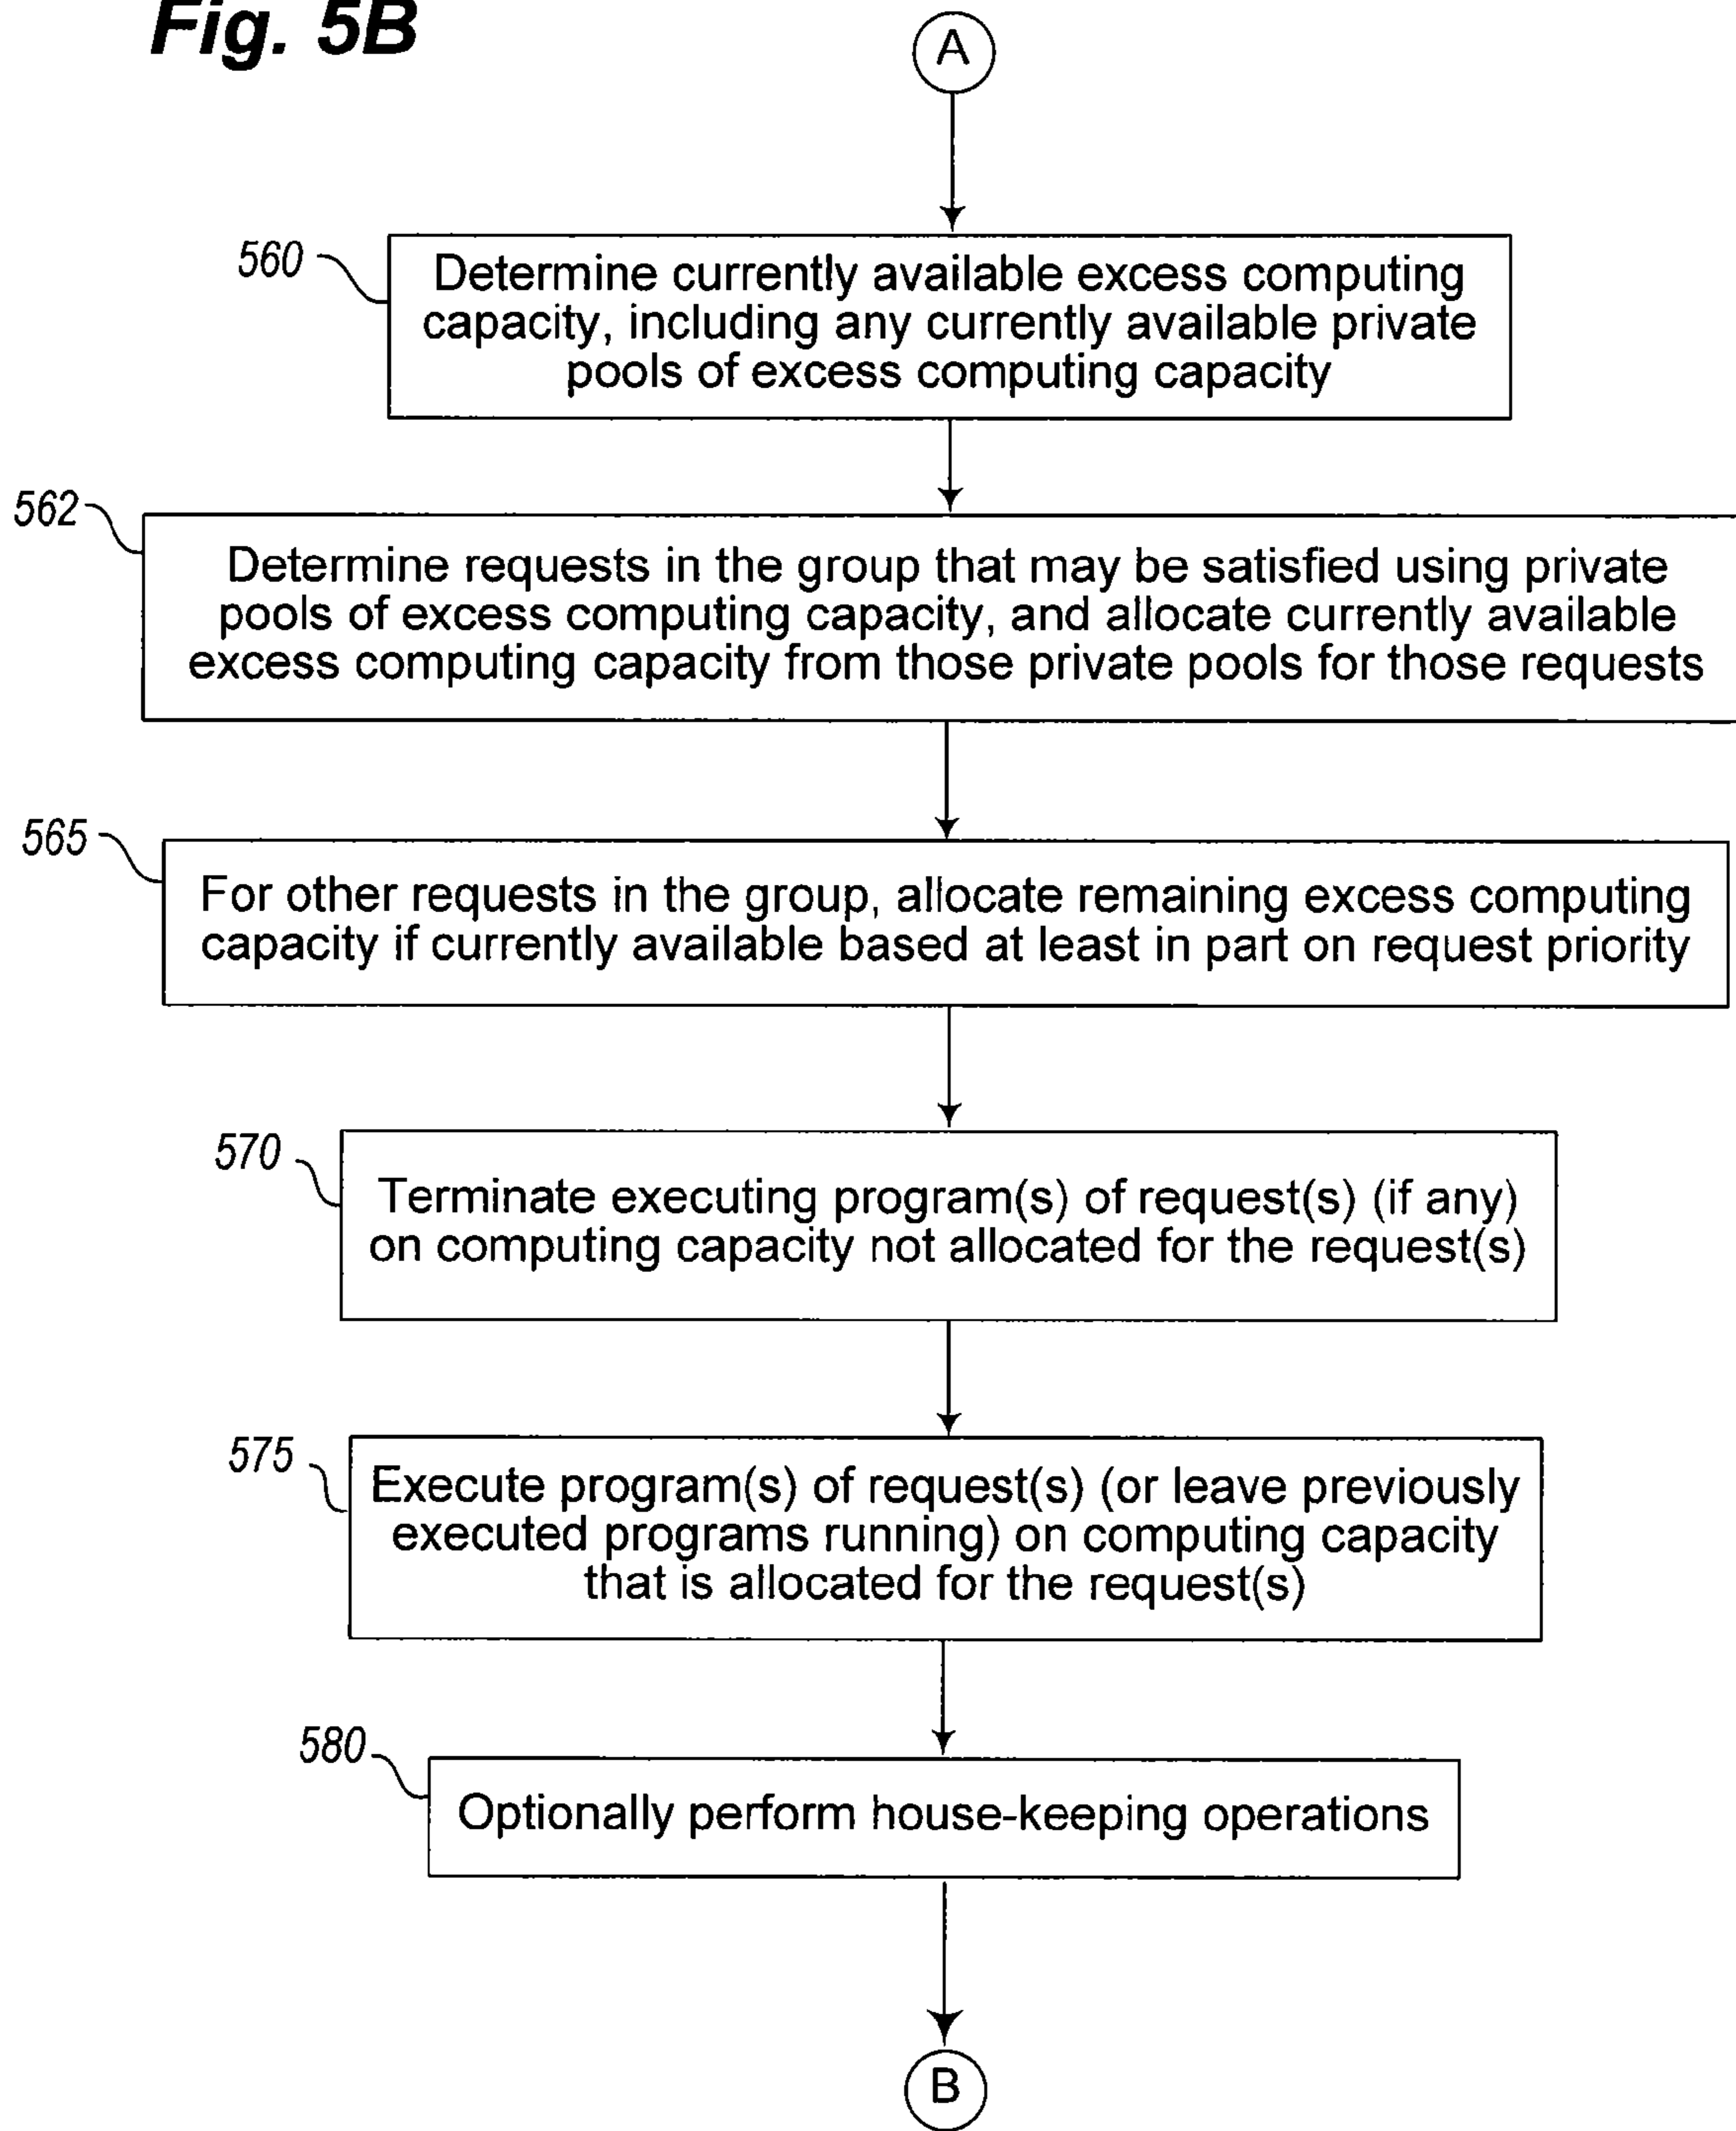 Fig. 5B
A
560
Determine currently available excess computing
capacity, including any currently available private
pools of excess computing capacity
562
Determine requests in the group that may be satisfied using private
pools of excess computing capacity, and allocate currently available
excess computing capacity from those private pools for those requests
565
For other requests in the group, allocate remaining excess computing
capacity if currently available based at least in part on request priority
570
Terminate executing program(s) of request(s) (if any)
on computing capacity not allocated for the request(s)
575
Execute program(s) of request(s) (or leave previously
executed programs running) on computing capacity
that is allocated for the request(s)
580
Optionally perform house-keeping operations
B